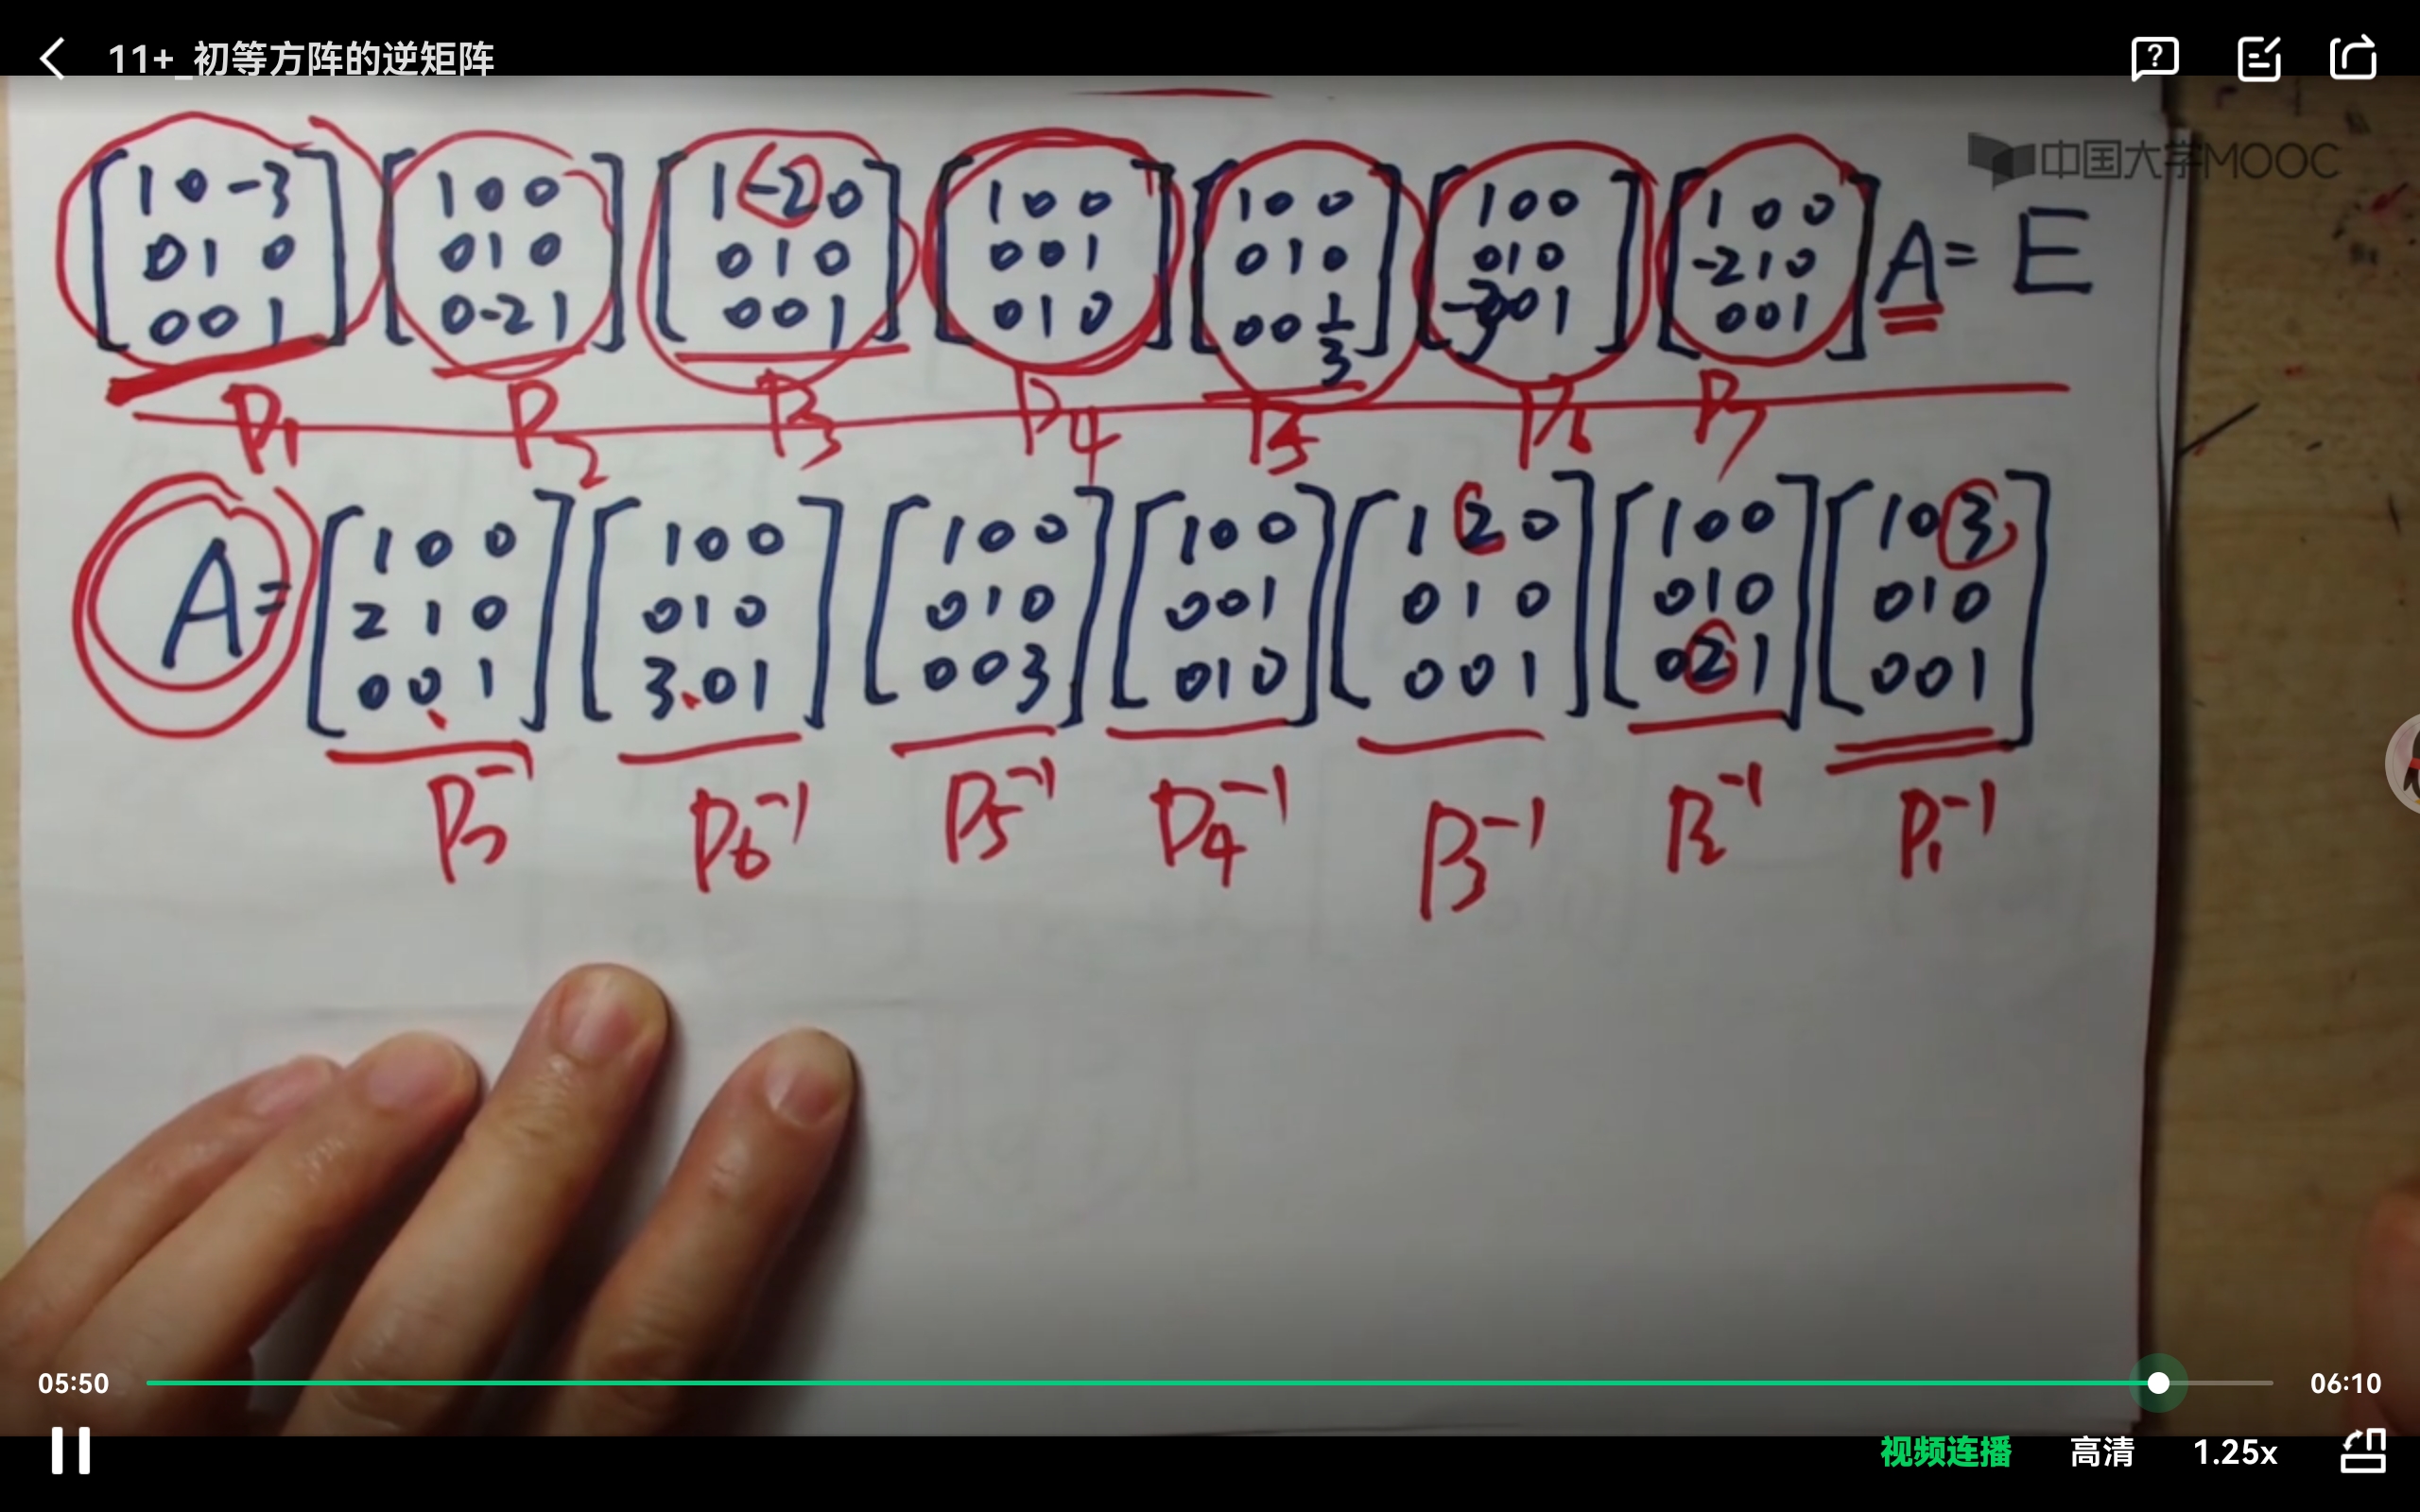 11+_初等方阵的逆矩阵
中国大学MOOC
[1 0 -3] [1 0 0] [1 -2 0] [1 0 0] [1 0 0] [1 0 0] [1 0 0]
[0 1 0] [0 1 0] [0 1 0] [0 0 1] [0 1 0] [0 1 0] [-2 1 0] A = E
[0 0 1] [0 -2 1] [0 0 1] [0 1 0] [0 0 1/3] [-3 0 1] [0 0 1]
P1 P2 P3 P4 P5 P6 P7
[1 0 0] [1 0 0] [1 0 0] [1 0 0] [1 2 0] [1 0 0] [1 0 3]
A = [2 1 0] [0 1 0] [0 1 0] [0 0 1] [0 1 0] [0 1 0] [0 1 0]
[0 0 1] [3 0 1] [0 0 3] [0 1 0] [0 0 1] [0 2 1] [0 0 1]
P7⁻¹ P6⁻¹ P5⁻¹ P4⁻¹ P3⁻¹ P2⁻¹ P1⁻¹
05:50
06:10
视频连播 高清 1.25x